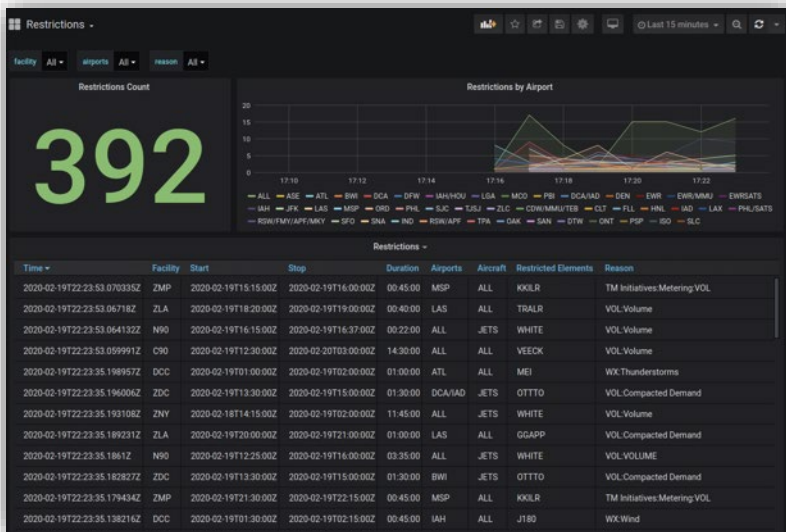 Restrictions
Last 15 minutes
facility All airports All reason All
Restrictions Count
392
Restrictions by Airport
20
15
10
5
0
17:10 17:12 17:14 17:16 17:18 17:20 17:22
ALL ASE ATL BWI DCA DFW IAH/HOU LGA MCO PBI DCA/IAD DEN EWR EWR/MMU EWRSATS
IAH JFK LAS MSP ORD PHL SJC TJSJ ZLC CDW/MMU/TEB CLT FLL HNL IAD LAX PHL/SATS
RSW/FMY/APF/MKY SFO SNA IND RSW/APF TPA OAK SAN DTW ONT PSP ISO SLC
Restrictions
Time Facility Start Stop Duration Airports Aircraft Restricted Elements Reason
2020-02-19T22:23:53.070335Z ZMP 2020-02-19T15:15:00Z 2020-02-19T16:00:00Z 00:45:00 MSP ALL KKILR TM Initiatives:Metering:VOL
2020-02-19T22:23:53.06718Z ZLA 2020-02-19T18:20:00Z 2020-02-19T19:00:00Z 00:40:00 LAS ALL TRALR VOL:Volume
2020-02-19T22:23:53.064132Z N90 2020-02-19T16:15:00Z 2020-02-19T16:37:00Z 00:22:00 ALL JETS WHITE VOL:Volume
2020-02-19T22:23:53.059991Z C90 2020-02-19T12:30:00Z 2020-02-20T03:00:00Z 14:30:00 ALL ALL VEECK VOL:Volume
2020-02-19T22:23:35.198957Z DCC 2020-02-19T01:00:00Z 2020-02-19T02:00:00Z 01:00:00 ATL ALL MEI WX:Thunderstorms
2020-02-19T22:23:35.196006Z ZDC 2020-02-19T13:30:00Z 2020-02-19T15:00:00Z 01:30:00 DCA/IAD JETS OTTTO VOL:Compacted Demand
2020-02-19T22:23:35.193108Z ZNY 2020-02-18T14:15:00Z 2020-02-19T02:00:00Z 11:45:00 ALL JETS WHITE VOL:Volume
2020-02-19T22:23:35.189231Z ZLA 2020-02-19T20:00:00Z 2020-02-19T21:00:00Z 01:00:00 LAS ALL GGAPP VOL:Compacted Demand
2020-02-19T22:23:35.1861Z N90 2020-02-19T12:25:00Z 2020-02-19T16:00:00Z 03:35:00 ALL JETS WHITE VOL:VOLUME
2020-02-19T22:23:35.182827Z ZDC 2020-02-19T13:30:00Z 2020-02-19T15:00:00Z 01:30:00 BWI JETS OTTTO VOL:Compacted Demand
2020-02-19T22:23:35.179434Z ZMP 2020-02-19T21:30:00Z 2020-02-19T22:15:00Z 00:45:00 MSP ALL KKILR TM Initiatives:Metering:VOL
2020-02-19T22:23:35.138216Z DCC 2020-02-19T01:30:00Z 2020-02-19T02:15:00Z 00:45:00 IAH ALL J180 WX:Wind